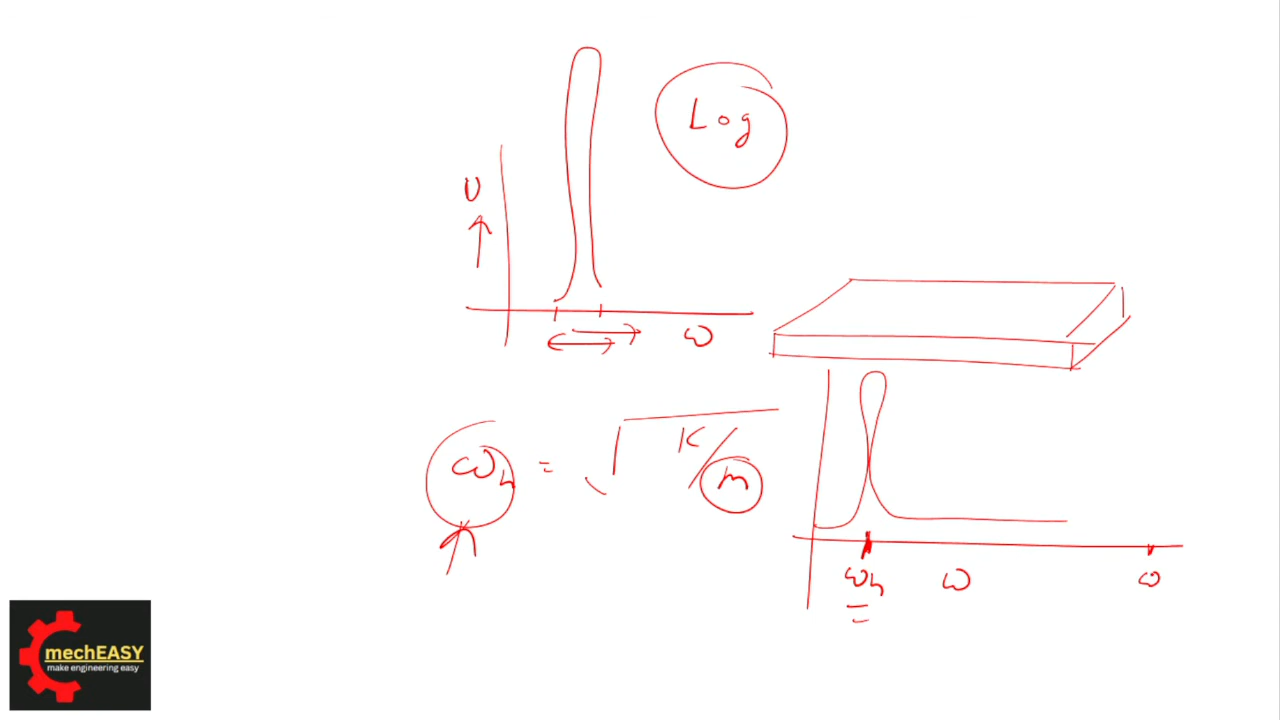 Log
U
ω
ωn = √K/m
ωn ω ω
mechEASY
make engineering easy